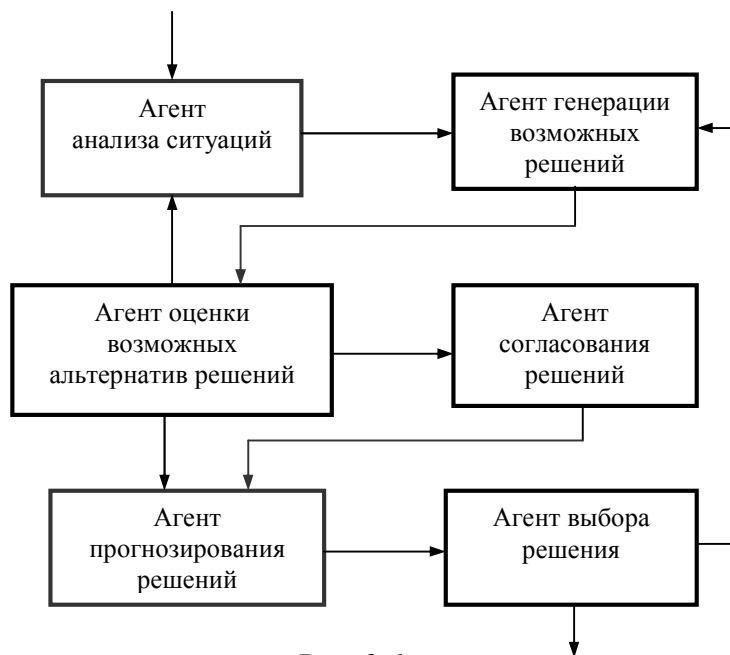 Агент
анализа ситуаций
Агент генерации
возможных
решений
Агент оценки
возможных
альтернатив решений
Агент
согласования
решений
Агент
прогнозирования
решений
Агент выбора
решения